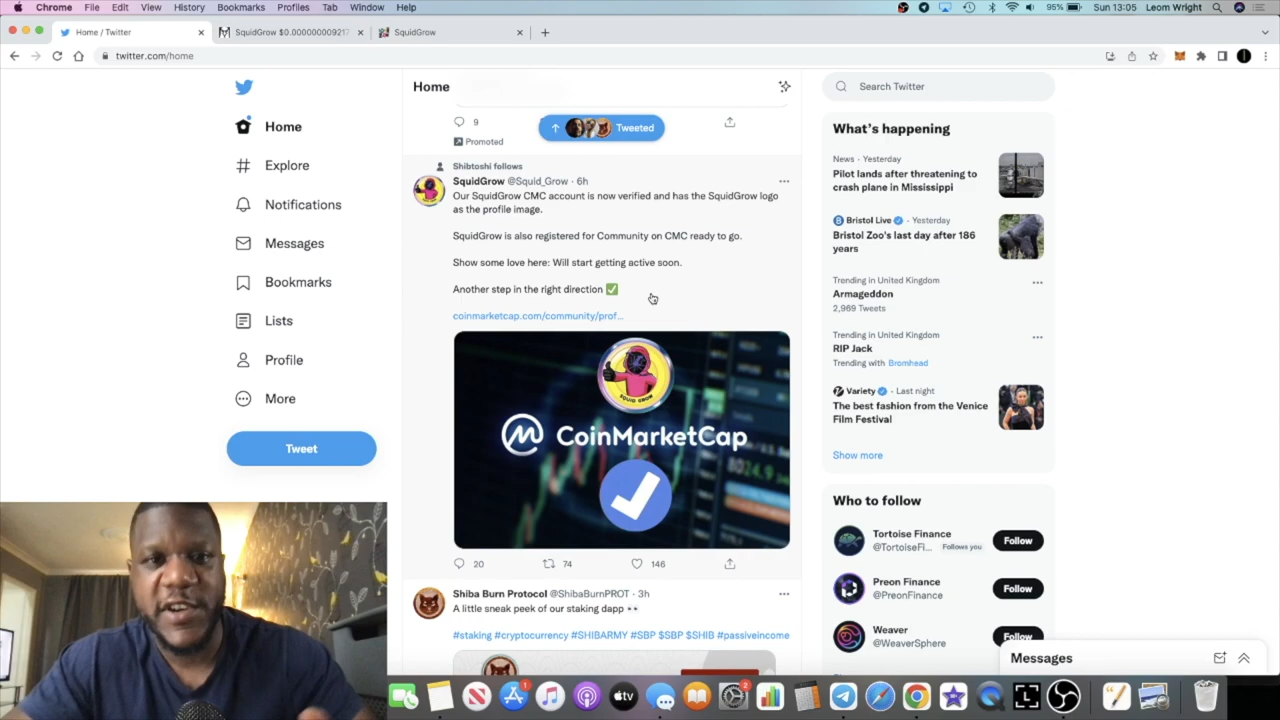 Chrome File Edit View History Bookmarks Profiles Tab Window Help
95% Sun 13:05 Leom Wright
Home / Twitter
SquidGrow $0.000000009217
SquidGrow
twitter.com/home
Home
Explore
Notifications
Messages
Bookmarks
Lists
Profile
More
Tweet
Home
9
Tweeted
Promoted
Shibtoshi follows
SquidGrow @Squid_Grow · 6h
Our SquidGrow CMC account is now verified and has the SquidGrow logo
as the profile image.
SquidGrow is also registered for Community on CMC ready to go.
Show some love here: Will start getting active soon.
Another step in the right direction ✅
coinmarketcap.com/community/prof...
SQUID GROW
CoinMarketCap
20 74 146
Shiba Burn Protocol @ShibaBurnPROT · 3h
A little sneak peek of our staking dapp 👀
#staking #cryptocurrency #SHIBARMY #SBP $SBP $SHIB #passiveincome
Search Twitter
What's happening
News · Yesterday
Pilot lands after threatening to
crash plane in Mississippi
Bristol Live · Yesterday
Bristol Zoo's last day after 186
years
Trending in United Kingdom
Armageddon
2,969 Tweets
Trending in United Kingdom
RIP Jack
Trending with Bromhead
Variety · Last night
The best fashion from the Venice
Film Festival
Show more
Who to follow
Tortoise Finance
@TortoiseFi... Follows you
Follow
Preon Finance
@PreonFinance
Follow
Weaver
@WeaverSphere
Follow
Messages